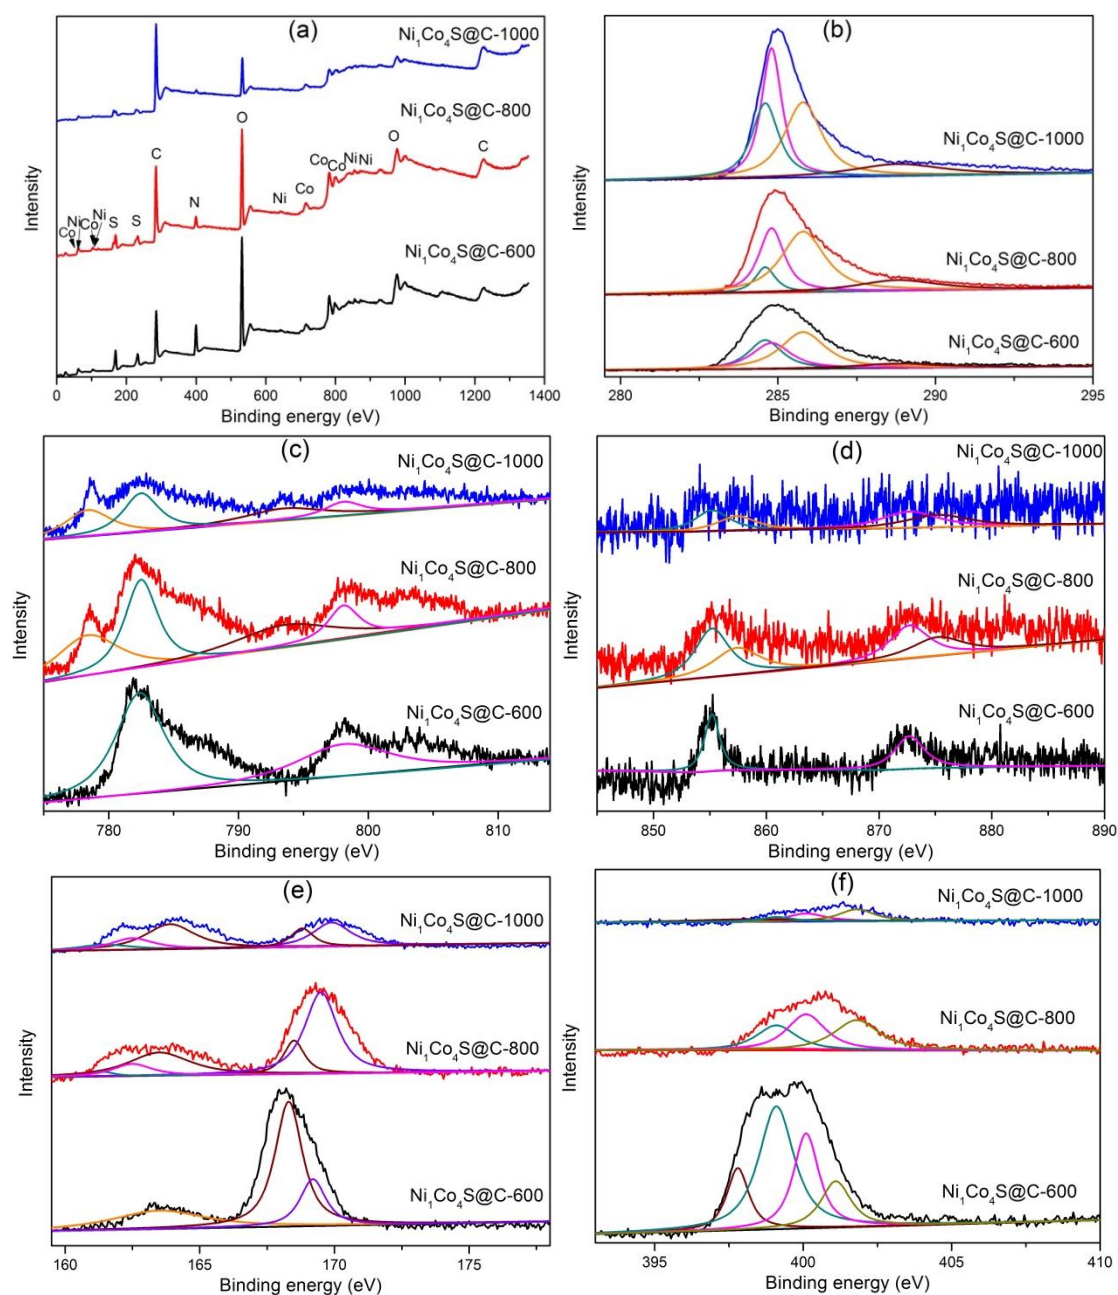 (a)
Ni₁Co₄S@C-1000
Ni₁Co₄S@C-800
C
O
N
S
S
Co
Ni
Co
Ni
Ni
Co
Co
Co
Ni
Ni
O
C
Ni₁Co₄S@C-600
Intensity
0 200 400 600 800 1000 1200 1400
Binding energy (eV)
(b)
Ni₁Co₄S@C-1000
Ni₁Co₄S@C-800
Ni₁Co₄S@C-600
Intensity
280 285 290 295
Binding energy (eV)
(c)
Ni₁Co₄S@C-1000
Ni₁Co₄S@C-800
Ni₁Co₄S@C-600
Intensity
780 790 800 810
Binding energy (eV)
(d)
Ni₁Co₄S@C-1000
Ni₁Co₄S@C-800
Ni₁Co₄S@C-600
Intensity
850 860 870 880 890
Binding energy (eV)
(e)
Ni₁Co₄S@C-1000
Ni₁Co₄S@C-800
Ni₁Co₄S@C-600
Intensity
160 165 170 175
Binding energy (eV)
(f)
Ni₁Co₄S@C-1000
Ni₁Co₄S@C-800
Ni₁Co₄S@C-600
Intensity
395 400 405 410
Binding energy (eV)